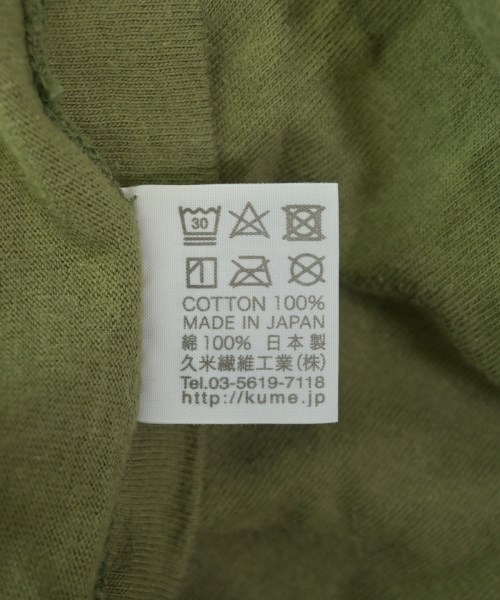 30
COTTON 100%
MADE IN JAPAN
綿100% 日本製
久米繊維工業(株)
Tel.03-5619-7118
http://kume.jp